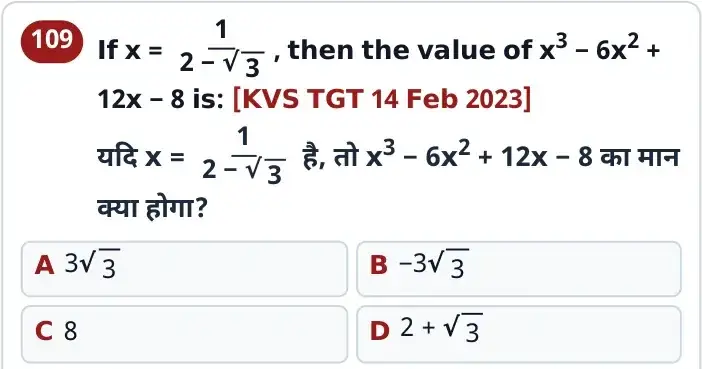 109 If x = 1/(2 − √3), then the value of x³ − 6x² +
12x − 8 is: [KVS TGT 14 Feb 2023]
यदि x = 1/(2 − √3) है, तो x³ − 6x² + 12x − 8 का मान
क्या होगा?
A 3√3 B −3√3
C 8 D 2 + √3